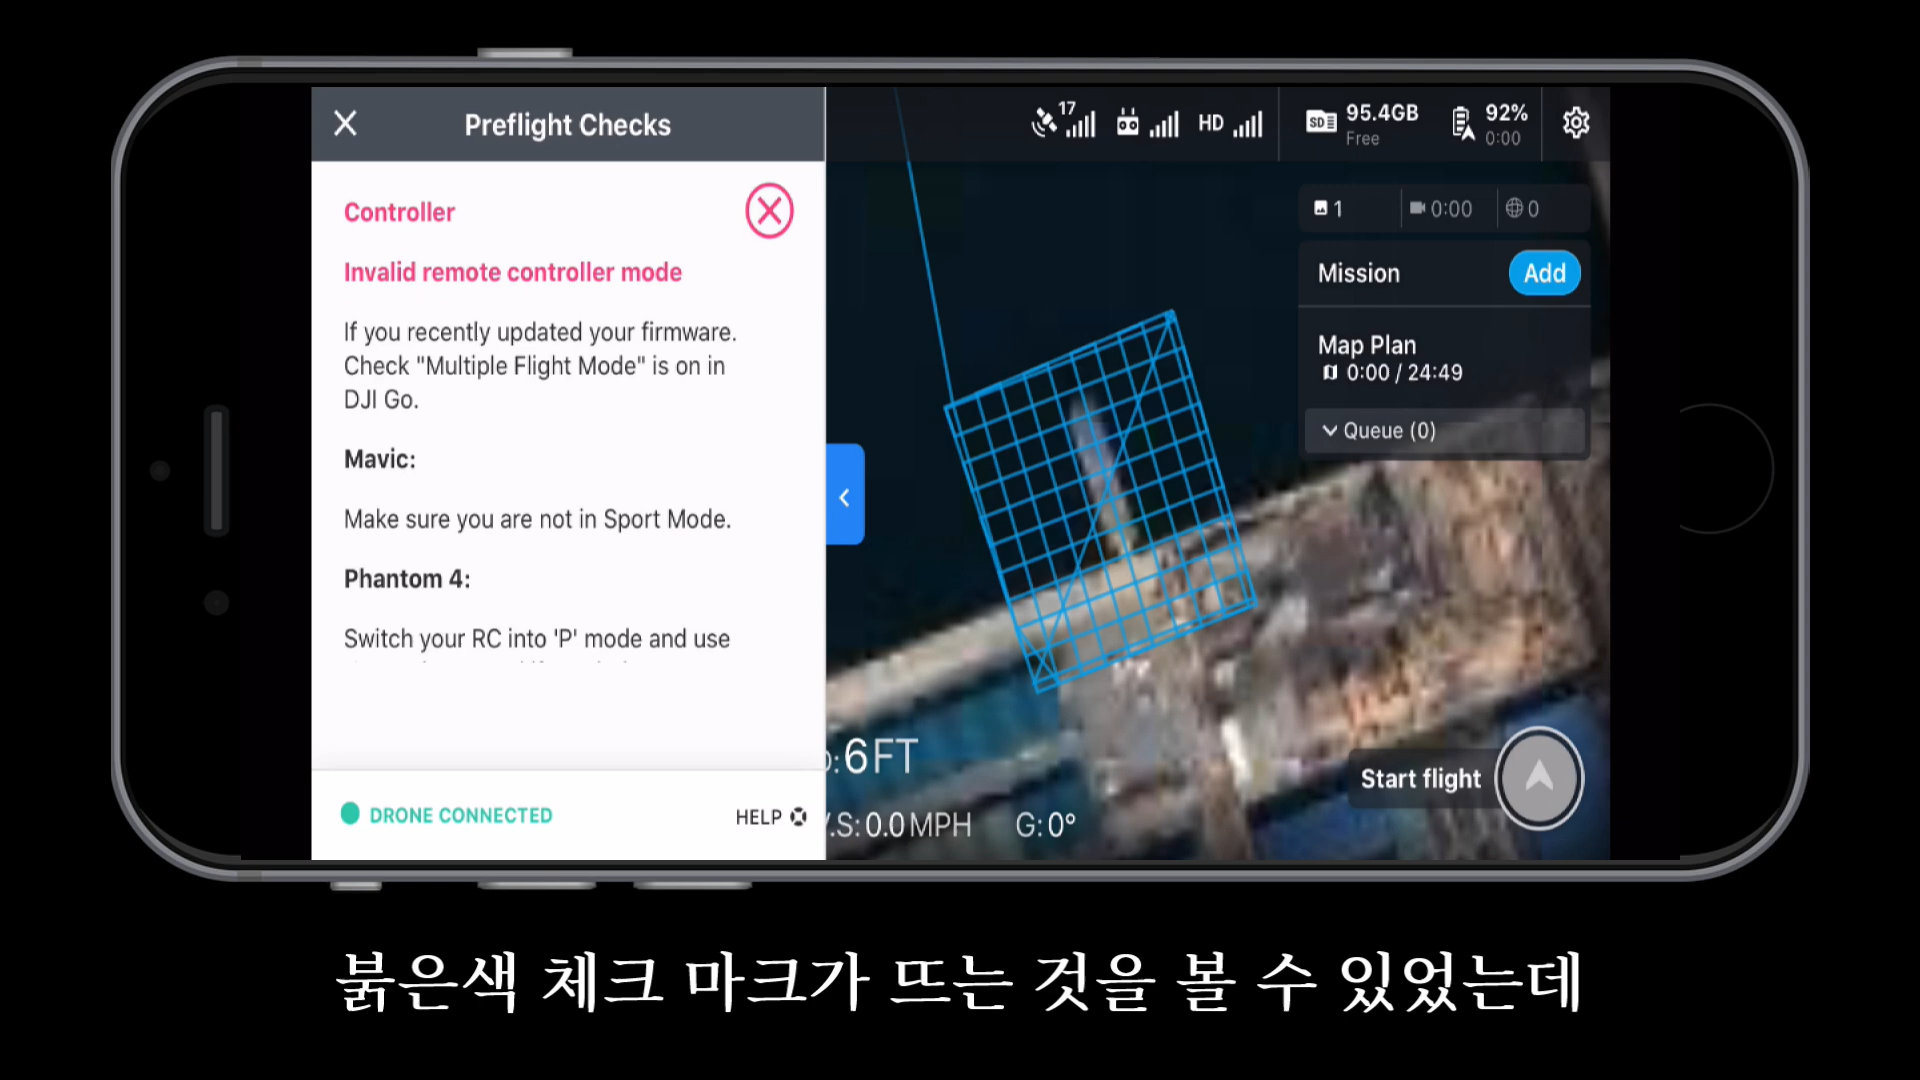 Preflight Checks
Controller
Invalid remote controller mode
If you recently updated your firmware.
Check "Multiple Flight Mode" is on in
DJI Go.
Mavic:
Make sure you are not in Sport Mode.
Phantom 4:
Switch your RC into 'P' mode and use
DRONE CONNECTED
HELP
17
HD
SD
95.4GB
Free
92%
0:00
1
0:00
0
Mission
Add
Map Plan
0:00 / 24:49
Queue (0)
:6FT
.S:0.0MPH
G:0°
Start flight
붉은색 체크 마크가 뜨는 것을 볼 수 있었는데